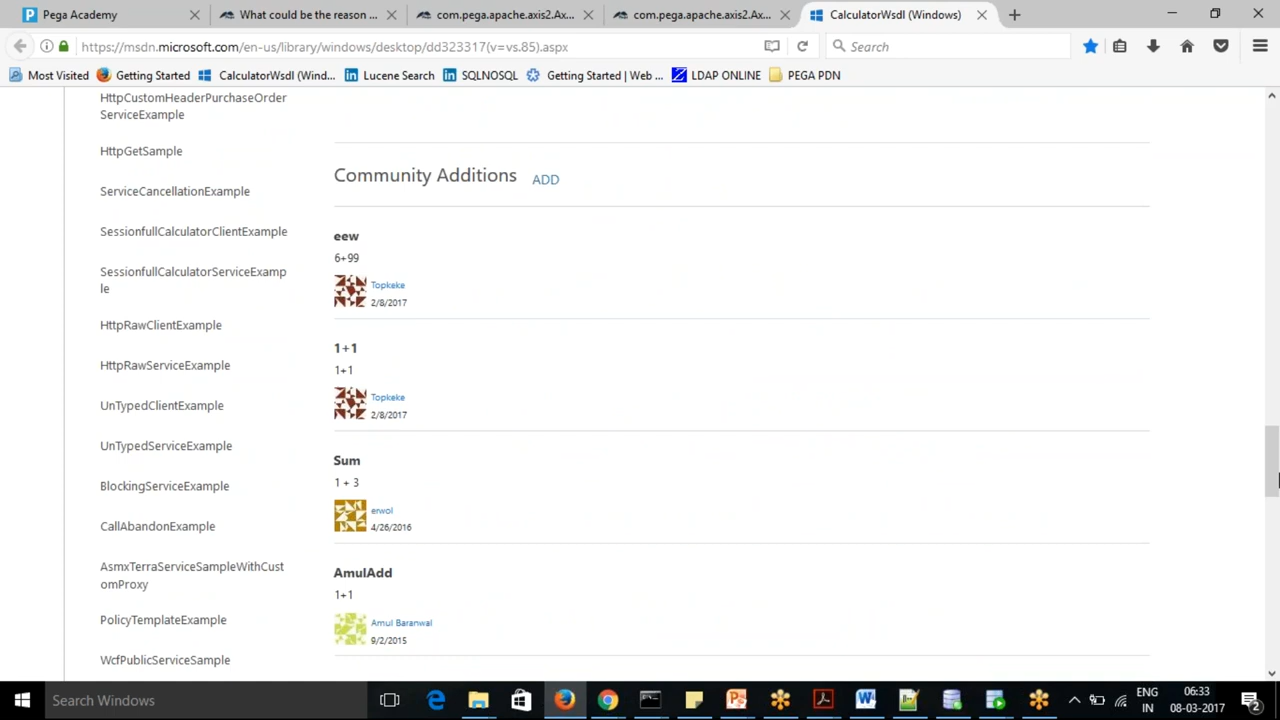 Pega Academy
What could be the reason ...
com.pega.apache.axis2.Ax...
com.pega.apache.axis2.Ax...
CalculatorWsdl (Windows)
https://msdn.microsoft.com/en-us/library/windows/desktop/dd323317(v=vs.85).aspx
Search
Most Visited
Getting Started
CalculatorWsdl (Wind...
Lucene Search
SQLNOSQL
Getting Started | Web ...
LDAP ONLINE
PEGA PDN
HttpCustomHeaderPurchaseOrder
ServiceExample
HttpGetSample
ServiceCancellationExample
SessionfullCalculatorClientExample
SessionfullCalculatorServiceExamp
le
HttpRawClientExample
HttpRawServiceExample
UnTypedClientExample
UnTypedServiceExample
BlockingServiceExample
CallAbandonExample
AsmxTerraServiceSampleWithCust
omProxy
PolicyTemplateExample
WcfPublicServiceSample
Community Additions ADD
eew
6+99
Topkeke
2/8/2017
1+1
1+1
Topkeke
2/8/2017
Sum
1 + 3
erwol
4/26/2016
AmulAdd
1+1
Amul Baranwal
9/2/2015
Search Windows
ENG
IN
06:33
08-03-2017
2